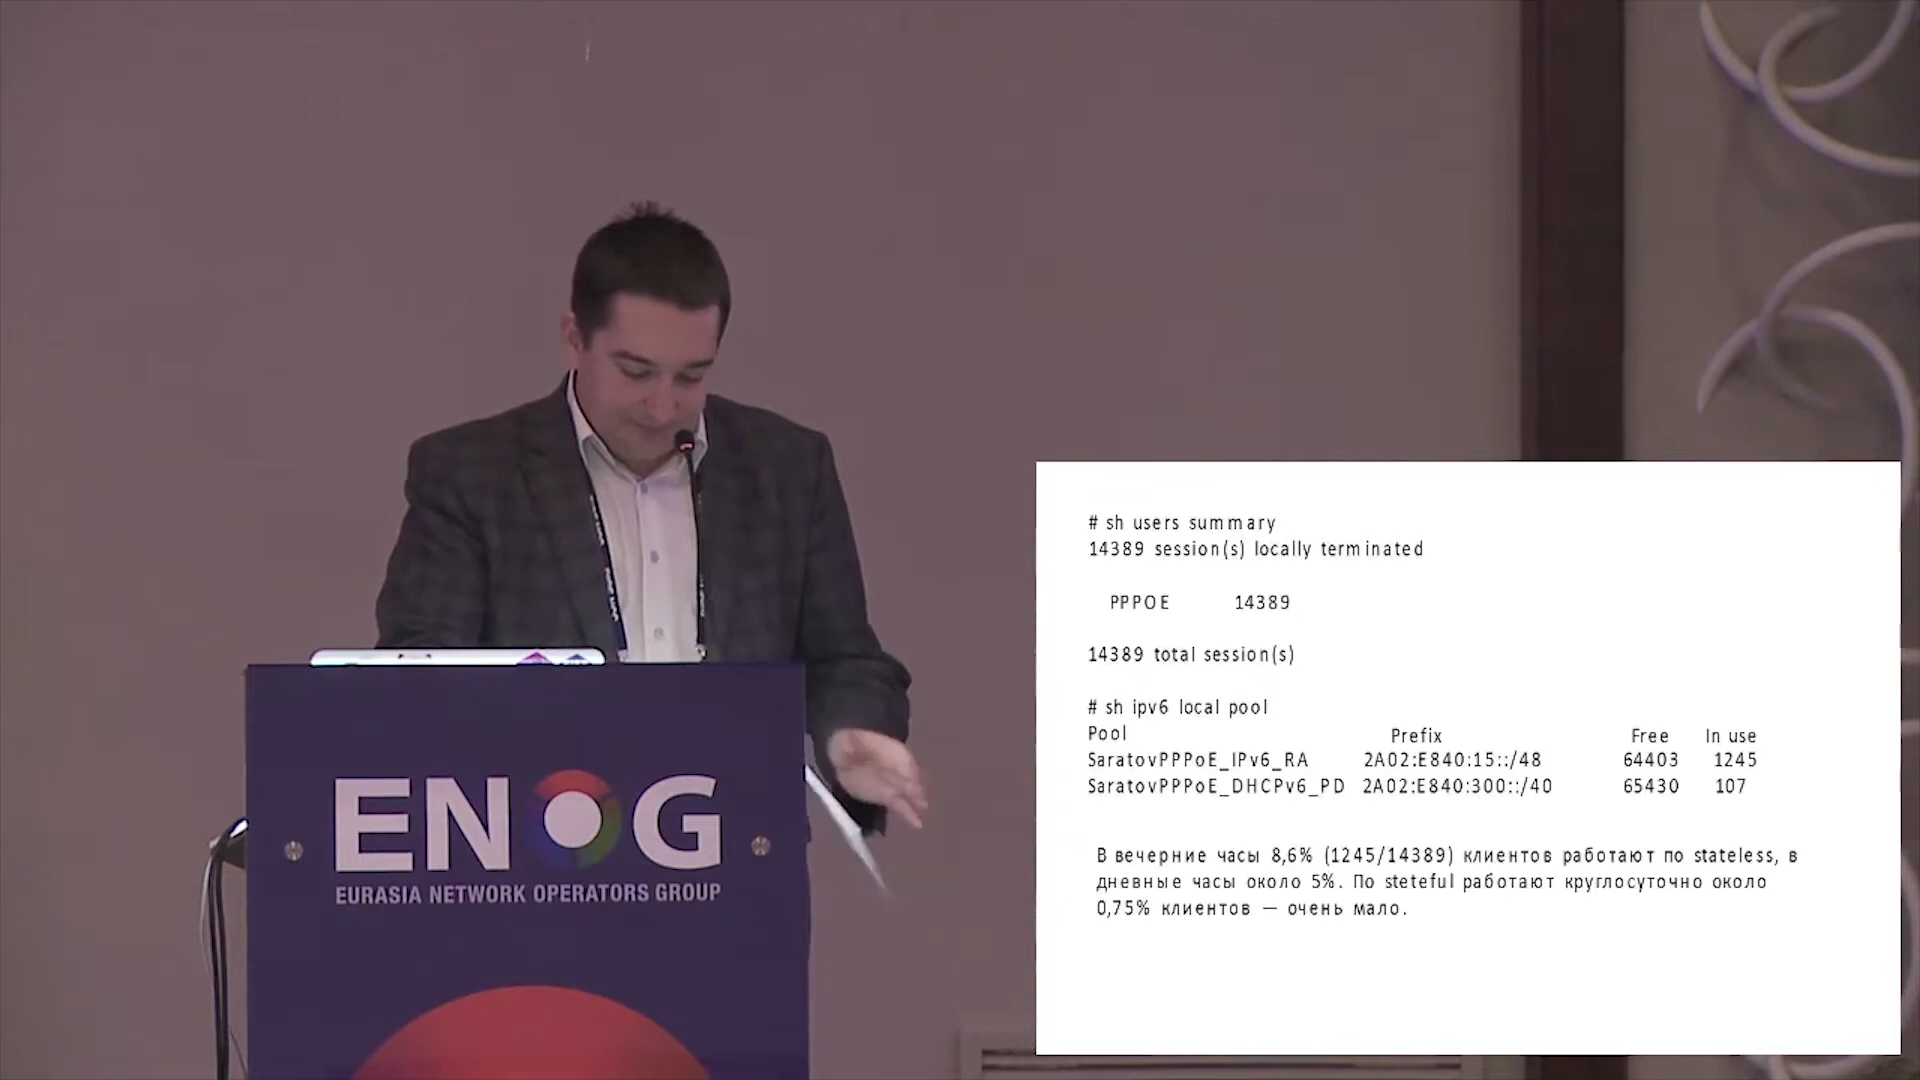 ENOG
EURASIA NETWORK OPERATORS GROUP
# sh users summary
14389 session(s) locally terminated
PPPOE 14389
14389 total session(s)
# sh ipv6 local pool
Pool Prefix Free In use
SaratovPPPoE_IPv6_RA 2A02:E840:15::/48 64403 1245
SaratovPPPoE_DHCPv6_PD 2A02:E840:300::/40 65430 107
В вечерние часы 8,6% (1245/14389) клиентов работают по stateless, в
дневные часы около 5%. По steteful работают круглосуточно около
0,75% клиентов — очень мало.